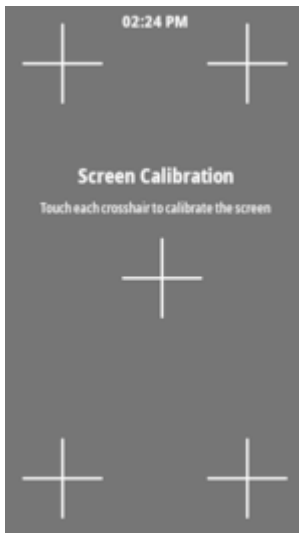 02:24 PM
Screen Calibration
Touch each crosshair to calibrate the screen